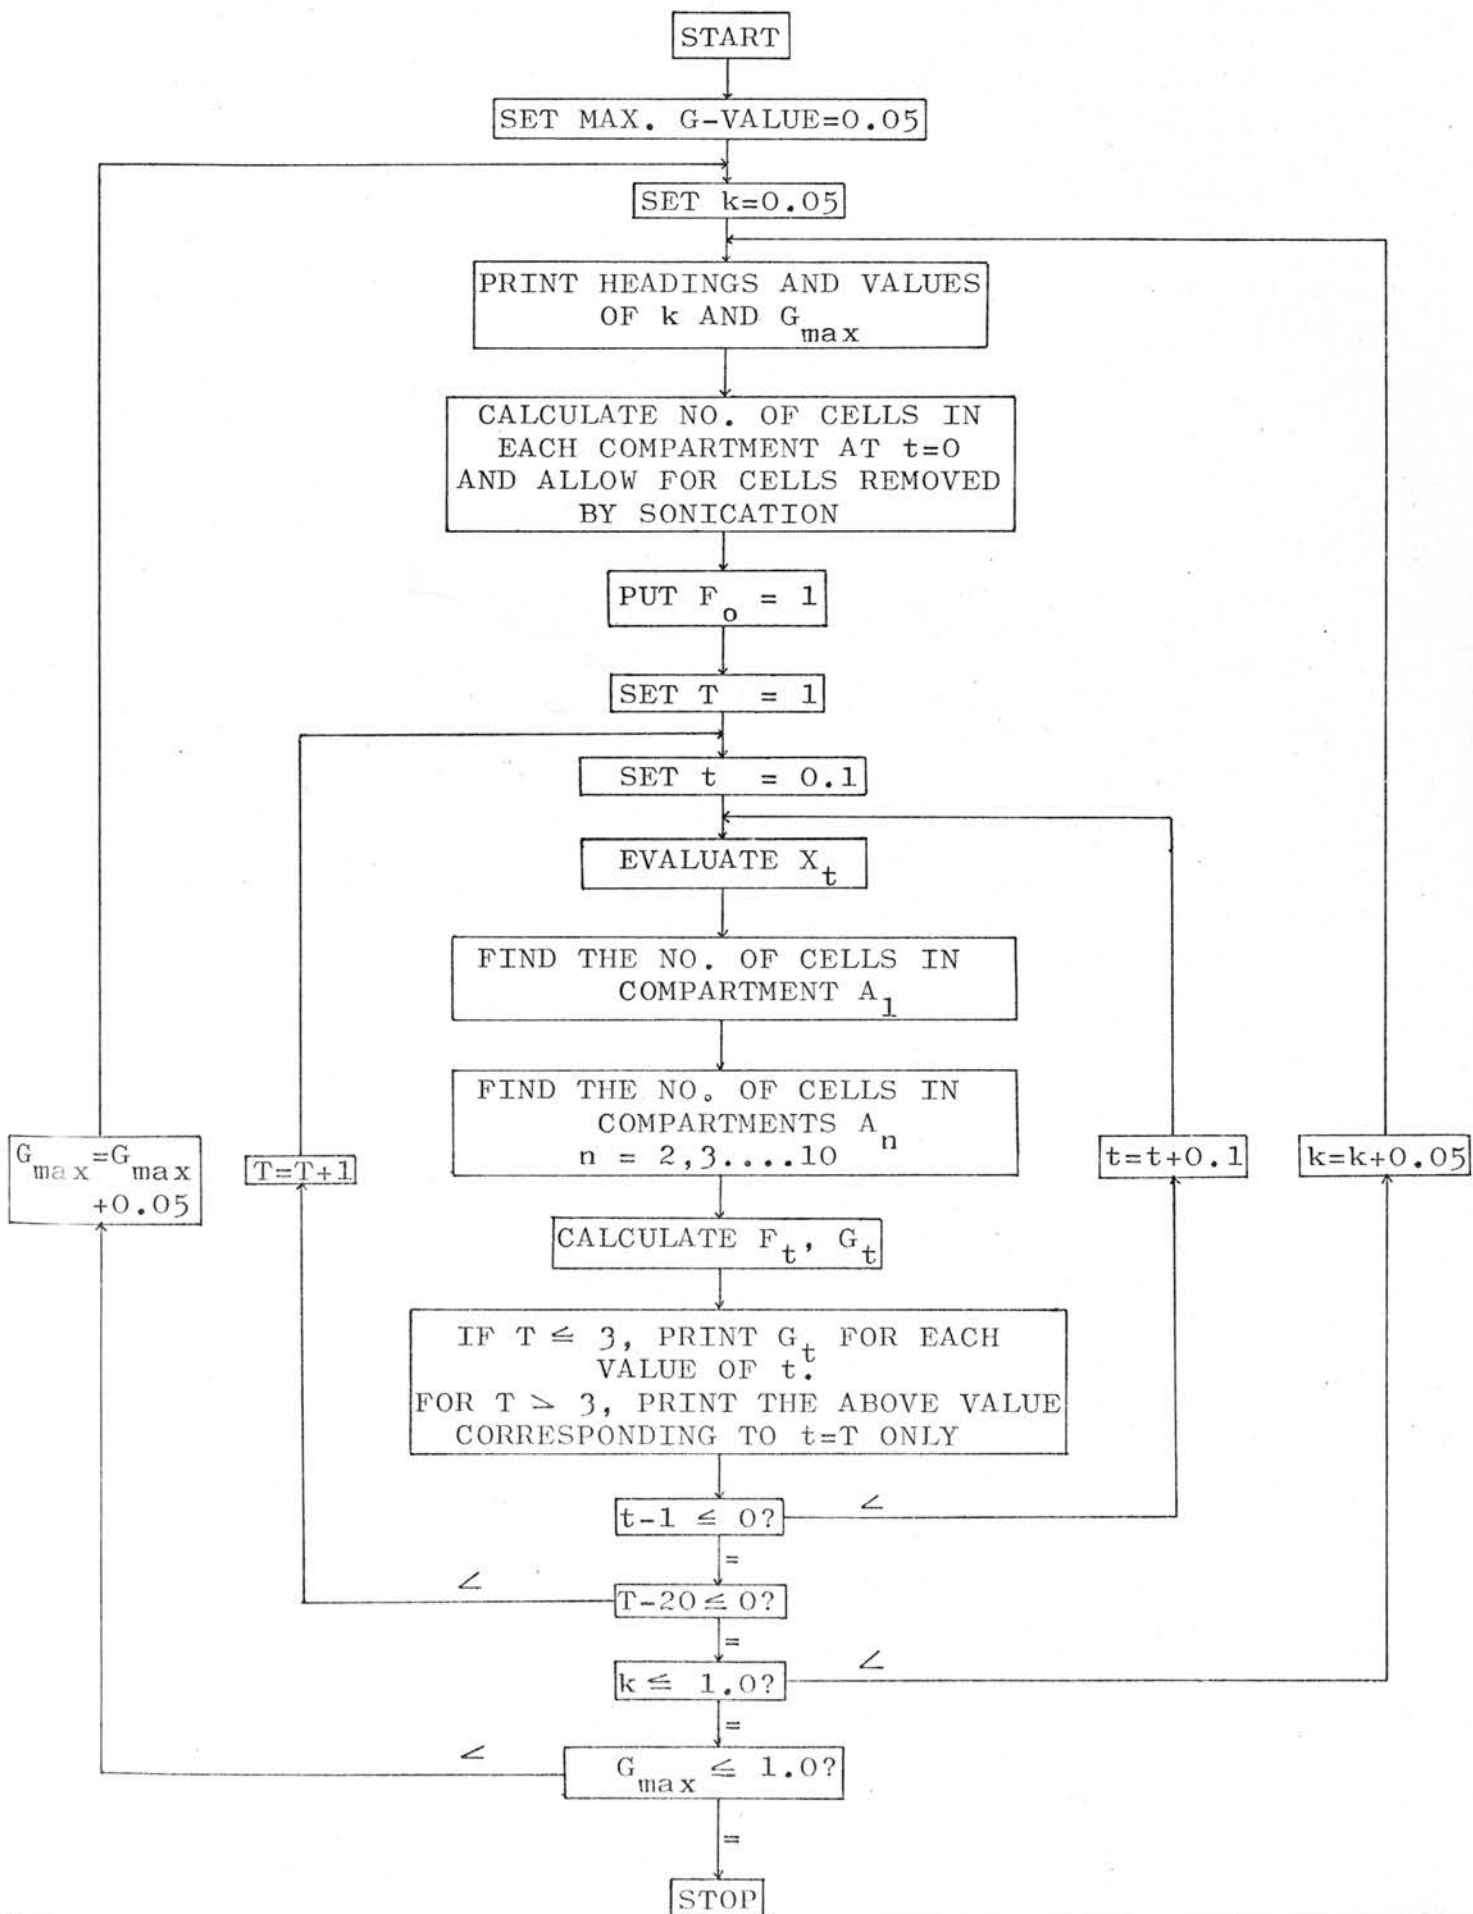 START
SET MAX. G-VALUE=0.05
SET k=0.05
PRINT HEADINGS AND VALUES
OF k AND G max
CALCULATE NO. OF CELLS IN
EACH COMPARTMENT AT t=0
AND ALLOW FOR CELLS REMOVED
BY SONICATION
PUT F o = 1
SET T = 1
SET t = 0.1
EVALUATE X t
FIND THE NO. OF CELLS IN
COMPARTMENT A 1
FIND THE NO. OF CELLS IN
COMPARTMENTS A n
n = 2,3....10
G max=G max
+0.05
T=T+1
t=t+0.1
k=k+0.05
CALCULATE F t, G t
IF T ≤ 3, PRINT G t FOR EACH
VALUE OF t.
FOR T > 3, PRINT THE ABOVE VALUE
CORRESPONDING TO t=T ONLY
t-1 ≤ 0?
∠
=
∠
T-20 ≤ 0?
=
k ≤ 1.0?
∠
=
∠
G max ≤ 1.0?
=
STOP